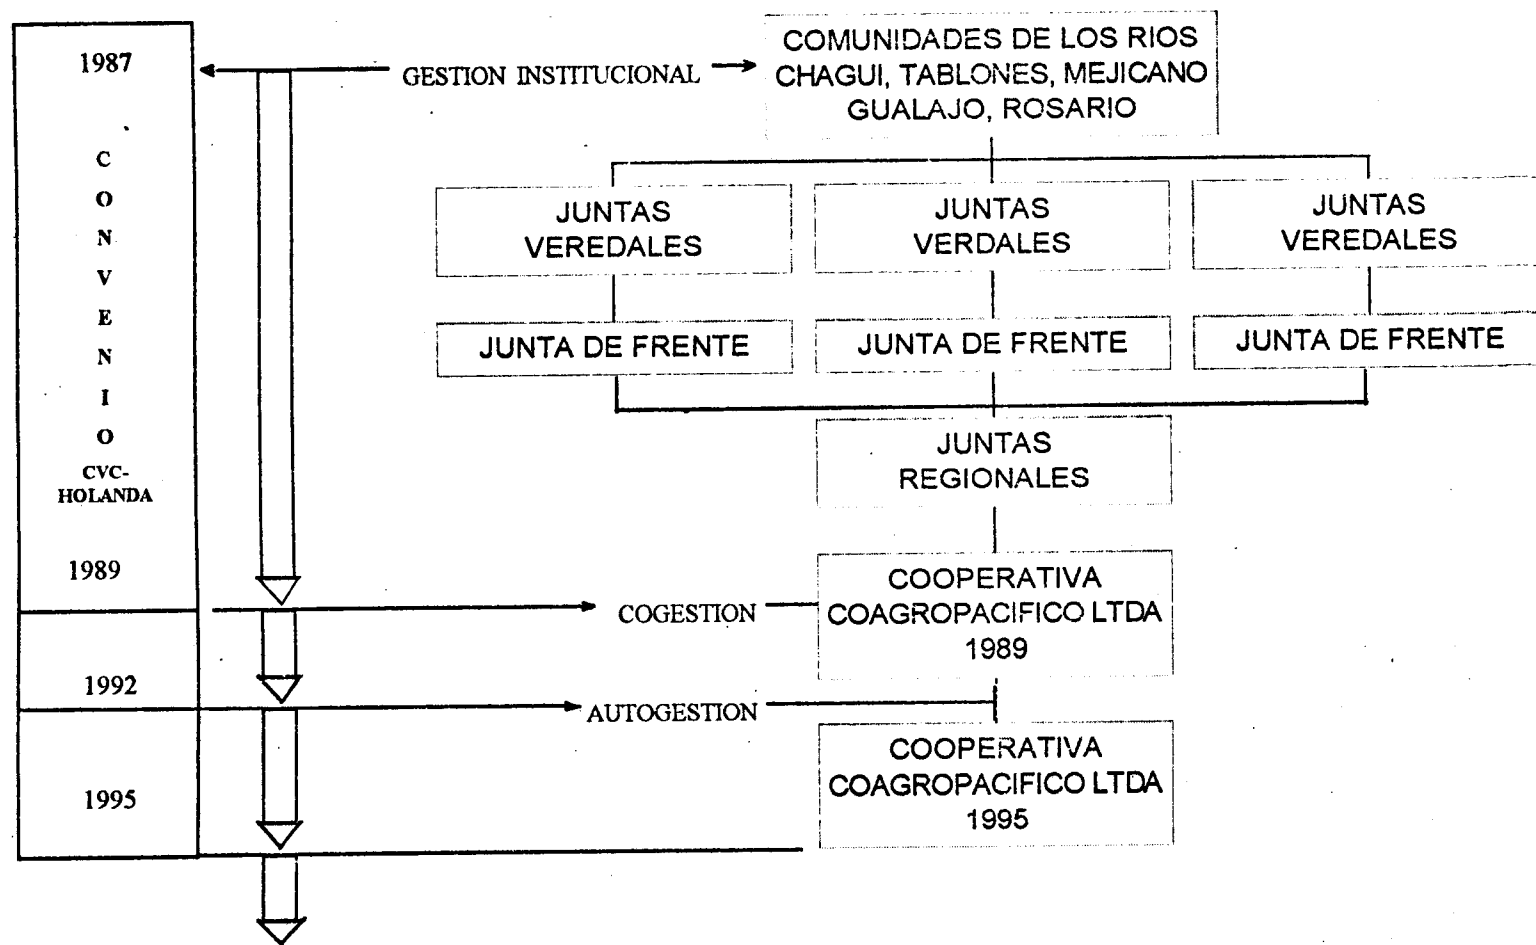 1987
C
O
N
V
E
N
I
O
CVC-
HOLANDA
1989
1992
1995
GESTION INSTITUCIONAL
COMUNIDADES DE LOS RIOS
CHAGUI, TABLONES, MEJICANO
GUALAJO, ROSARIO
JUNTAS
VEREDALES
JUNTAS
VERDALES
JUNTAS
VEREDALES
JUNTA DE FRENTE
JUNTA DE FRENTE
JUNTA DE FRENTE
JUNTAS
REGIONALES
COGESTION
COOPERATIVA
COAGROPACIFICO LTDA
1989
AUTOGESTION
COOPERATIVA
COAGROPACIFICO LTDA
1995